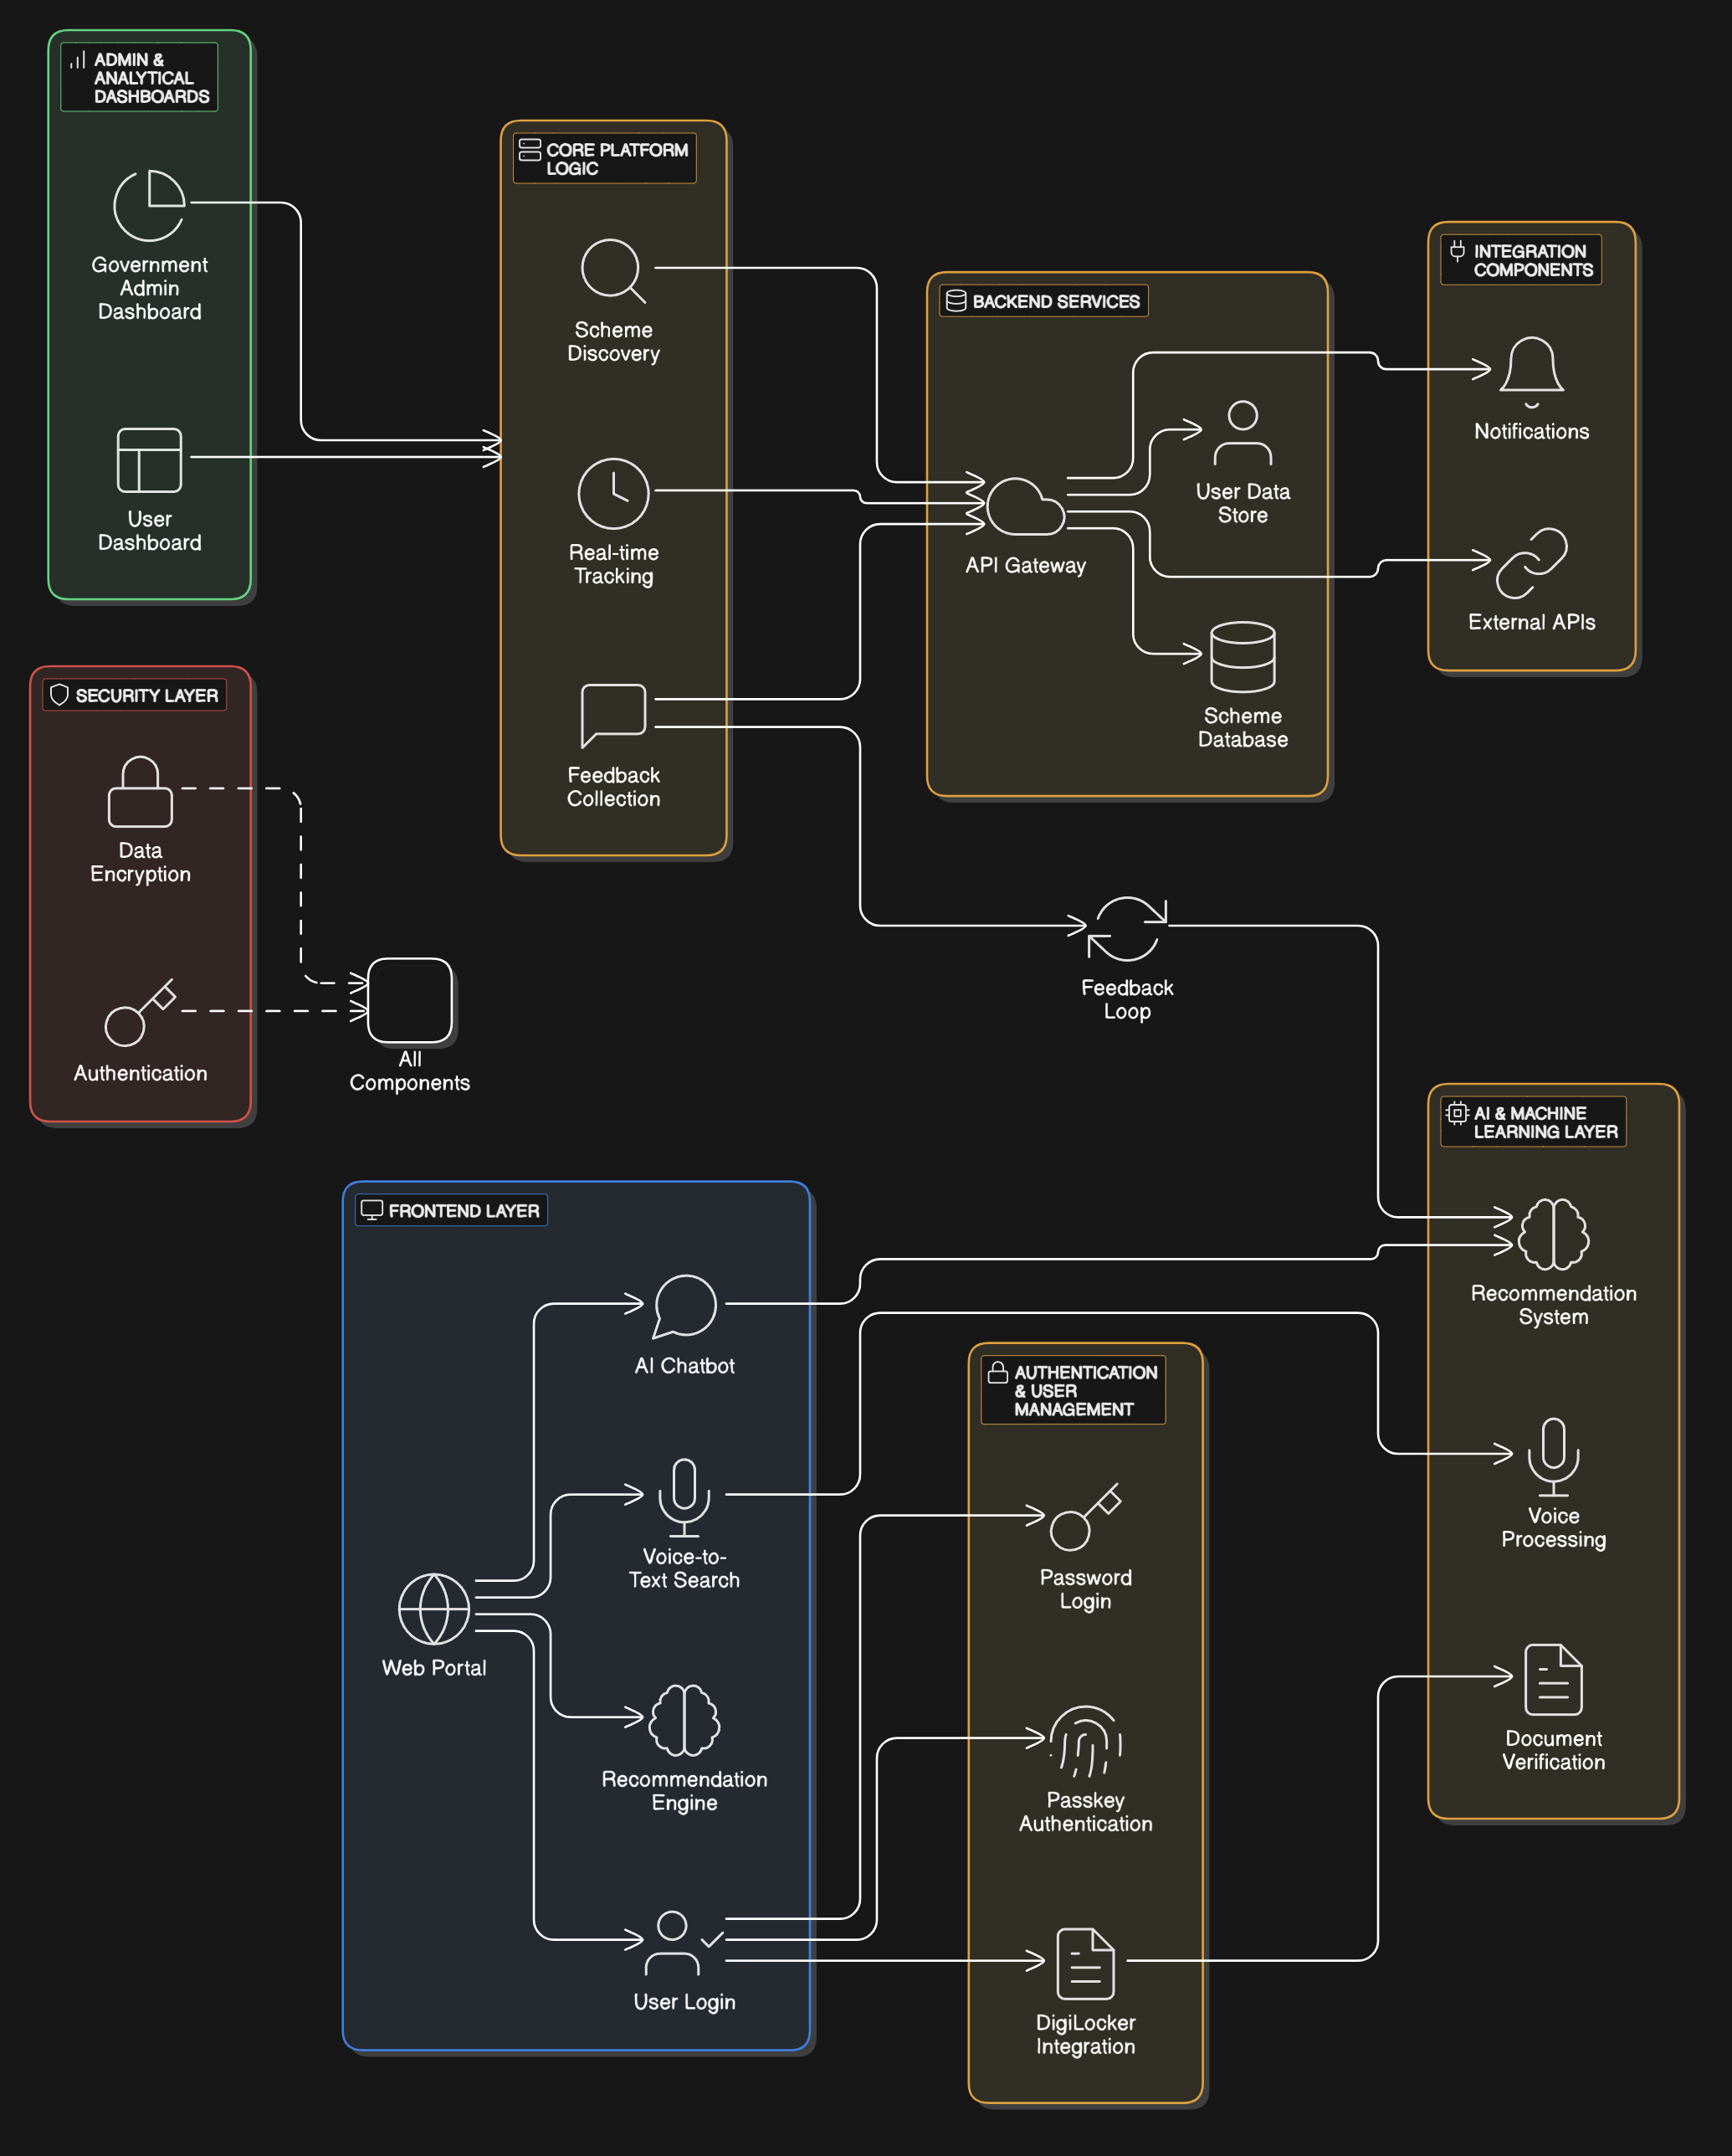 ADMIN &
ANALYTICAL
DASHBOARDS
Government
Admin
Dashboard
User
Dashboard
CORE PLATFORM
LOGIC
Scheme
Discovery
Real-time
Tracking
Feedback
Collection
BACKEND SERVICES
API Gateway
User Data
Store
Scheme
Database
INTEGRATION
COMPONENTS
Notifications
External APIs
SECURITY LAYER
Data
Encryption
Authentication
All
Components
Feedback
Loop
FRONTEND LAYER
Web Portal
AI Chatbot
Voice-to-
Text Search
Recommendation
Engine
User Login
AUTHENTICATION
& USER
MANAGEMENT
Password
Login
Passkey
Authentication
DigiLocker
Integration
AI & MACHINE
LEARNING LAYER
Recommendation
System
Voice
Processing
Document
Verification